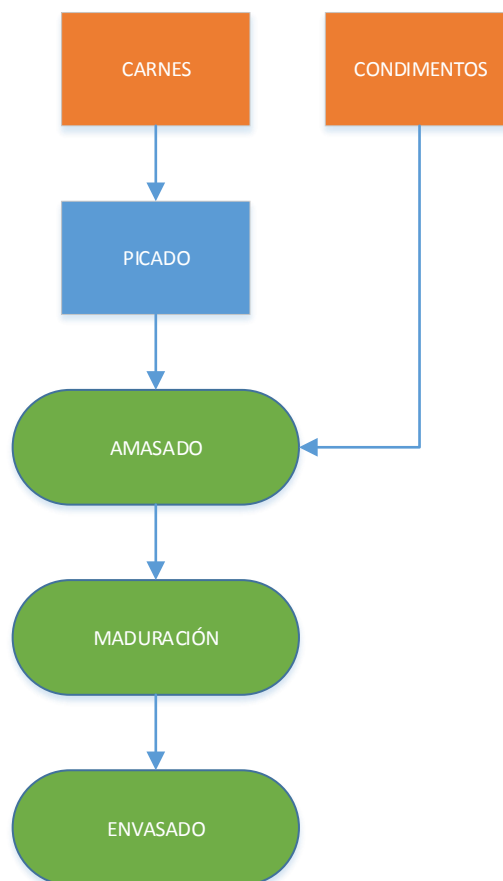 CARNES
CONDIMENTOS
PICADO
AMASADO
MADURACIÓN
ENVASADO